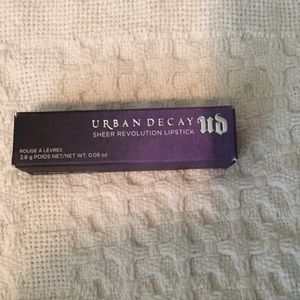 URBAN DECAY
SHEER REVOLUTION LIPSTICK
UD
ROUGE À LÈVRES
2.8 g POIDS NET/NET WT. 0.09 oz